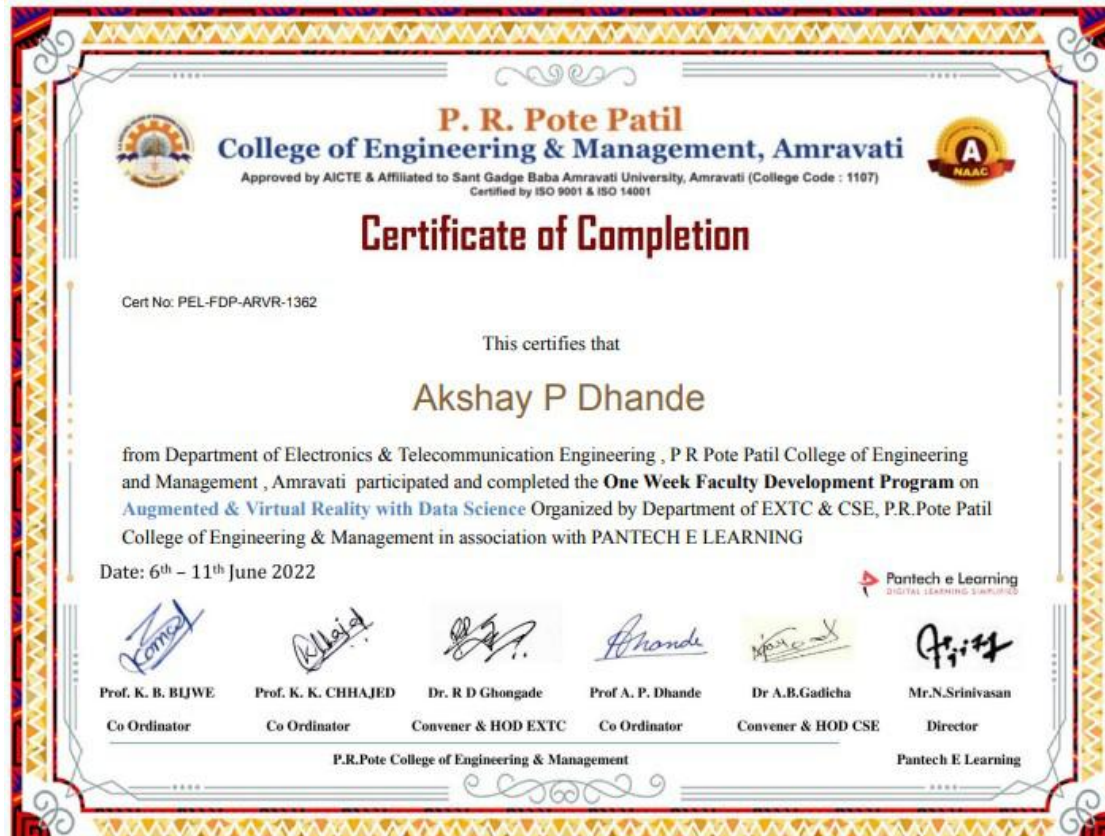 P. R. Pote Patil
College of Engineering & Management, Amravati
Approved by AICTE & Affiliated to Sant Gadge Baba Amravati University, Amravati (College Code : 1107)
Certified by ISO 9001 & ISO 14001
A
NAAC
Certificate of Completion
Cert No: PEL-FDP-ARVR-1362
This certifies that
Akshay P Dhande
from Department of Electronics & Telecommunication Engineering , P R Pote Patil College of Engineering
and Management , Amravati participated and completed the One Week Faculty Development Program on
Augmented & Virtual Reality with Data Science Organized by Department of EXTC & CSE, P.R.Pote Patil
College of Engineering & Management in association with PANTECH E LEARNING
Date: 6th – 11th June 2022
Pantech e Learning
DIGITAL LEARNING SIMPLIFIED
Dhande
Prof. K. B. BIJWE Prof. K. K. CHHAJED Dr. R D Ghongade Prof A. P. Dhande Dr A.B.Gadicha Mr.N.Srinivasan
Co Ordinator Co Ordinator Convener & HOD EXTC Co Ordinator Convener & HOD CSE Director
P.R.Pote College of Engineering & Management Pantech E Learning